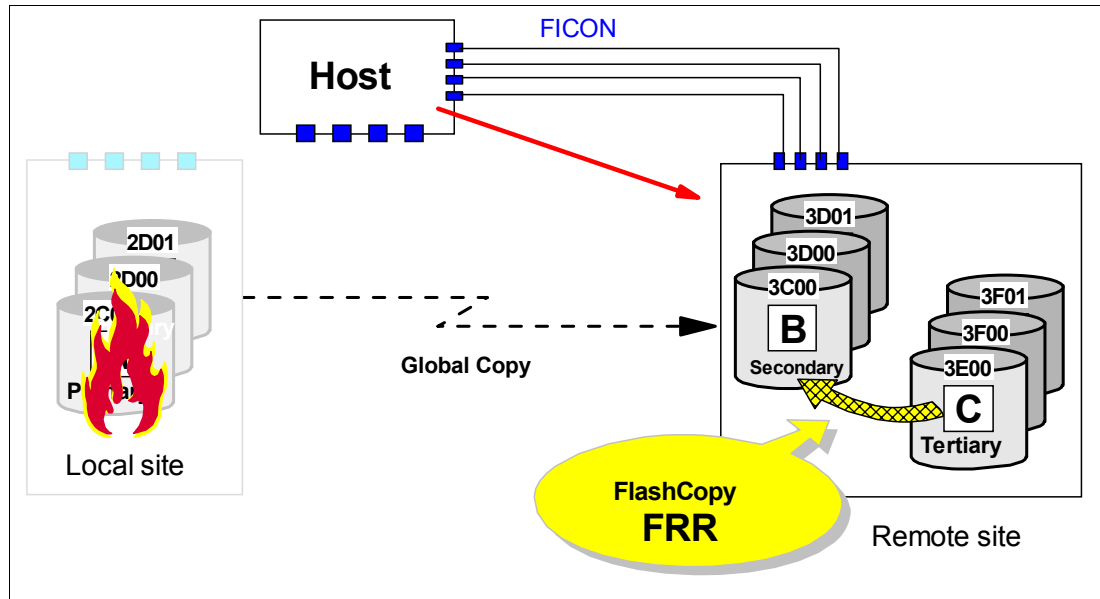 FICON
Host
2D01
2D00
Local site
Global Copy
3D01
3D00
3C00
B
Secondary
3F01
3F00
3E00
C
Tertiary
FlashCopy
FRR
Remote site